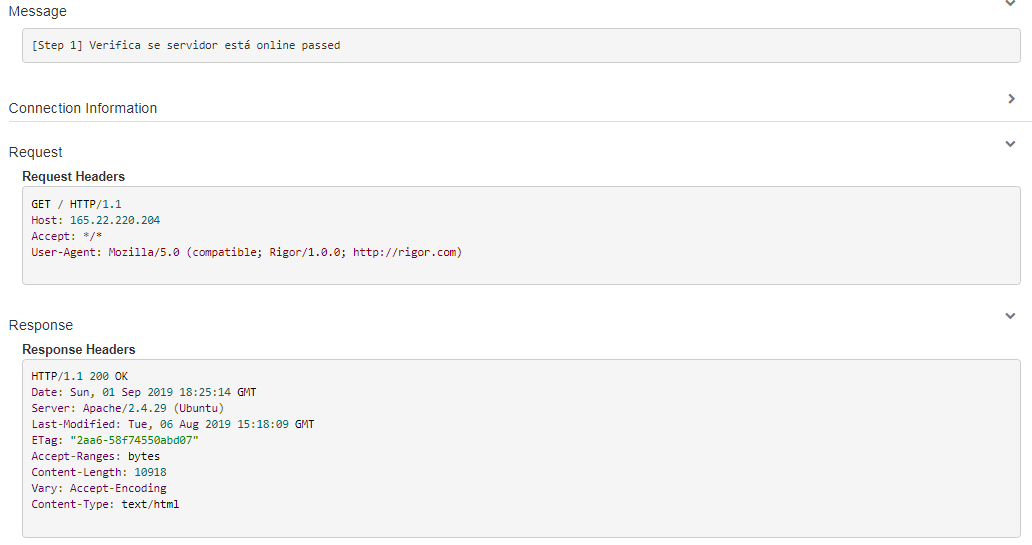 Message
[Step 1] Verifica se servidor está online passed
Connection Information
Request
Request Headers
GET / HTTP/1.1
Host: 165.22.220.204
Accept: */*
User-Agent: Mozilla/5.0 (compatible; Rigor/1.0.0; http://rigor.com)
Response
Response Headers
HTTP/1.1 200 OK
Date: Sun, 01 Sep 2019 18:25:14 GMT
Server: Apache/2.4.29 (Ubuntu)
Last-Modified: Tue, 06 Aug 2019 15:18:09 GMT
ETag: "2aa6-58f74550abd07"
Accept-Ranges: bytes
Content-Length: 10918
Vary: Accept-Encoding
Content-Type: text/html